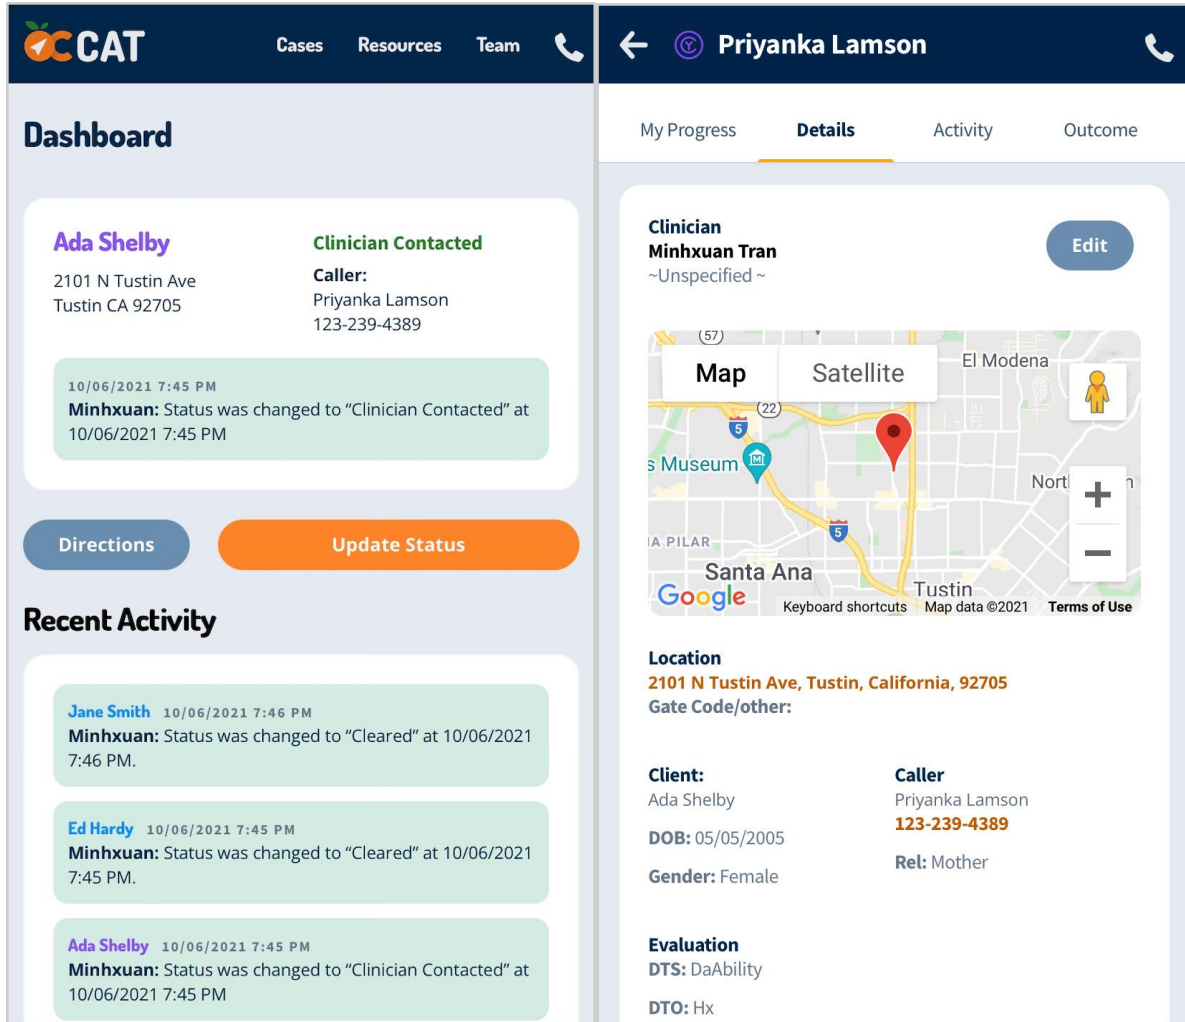 OC CAT
Cases Resources Team
Dashboard
Ada Shelby
2101 N Tustin Ave
Tustin CA 92705
Clinician Contacted
Caller:
Priyanka Lamson
123-239-4389
10/06/2021 7:45 PM
Minhxuan: Status was changed to “Clinician Contacted” at
10/06/2021 7:45 PM
Directions
Update Status
Recent Activity
Jane Smith 10/06/2021 7:46 PM
Minhxuan: Status was changed to “Cleared” at 10/06/2021
7:46 PM.
Ed Hardy 10/06/2021 7:45 PM
Minhxuan: Status was changed to “Cleared” at 10/06/2021
7:45 PM.
Ada Shelby 10/06/2021 7:45 PM
Minhxuan: Status was changed to “Clinician Contacted” at
10/06/2021 7:45 PM
Priyanka Lamson
My Progress Details Activity Outcome
Clinician
Minhxuan Tran
~Unspecified ~
Edit
57
Map Satellite
El Modena
22
5
s Museum
M
Nort n
5
IA PILAR
Santa Ana
Tustin
Google
Keyboard shortcuts Map data ©2021 Terms of Use
Location
2101 N Tustin Ave, Tustin, California, 92705
Gate Code/other:
Client:
Ada Shelby
DOB: 05/05/2005
Gender: Female
Caller
Priyanka Lamson
123-239-4389
Rel: Mother
Evaluation
DTS: DaAbility
DTO: Hx